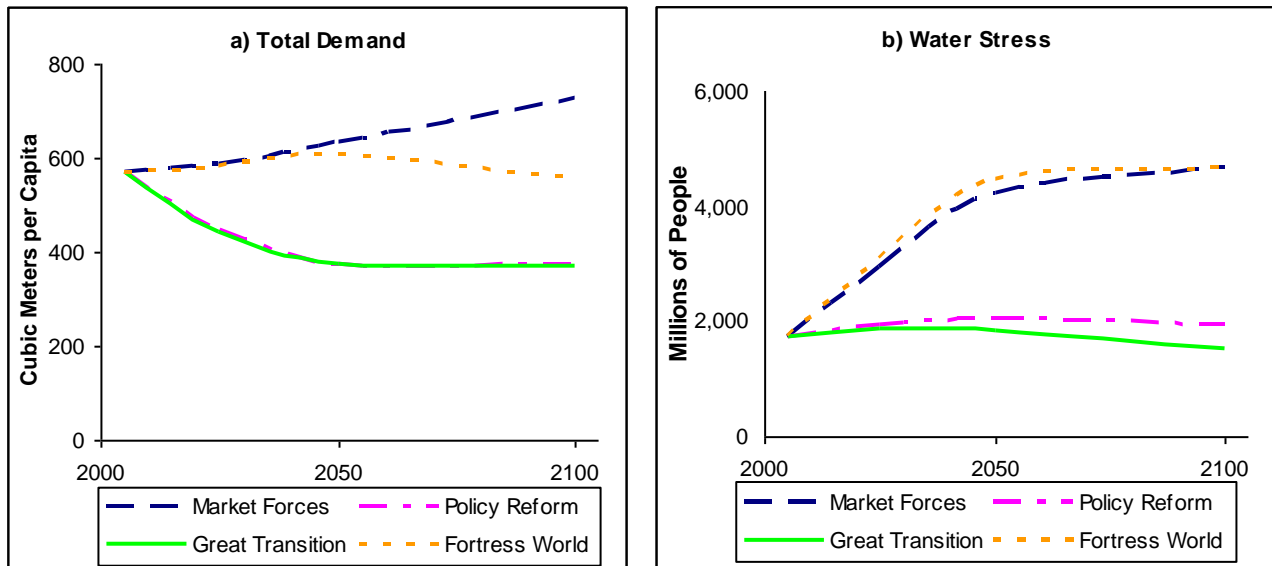 a) Total Demand
Cubic Meters per Capita
800
600
400
200
0
2000 2050 2100
Market Forces Policy Reform
Great Transition Fortress World
b) Water Stress
Millions of People
6,000
4,000
2,000
0
2000 2050 2100
Market Forces Policy Reform
Great Transition Fortress World